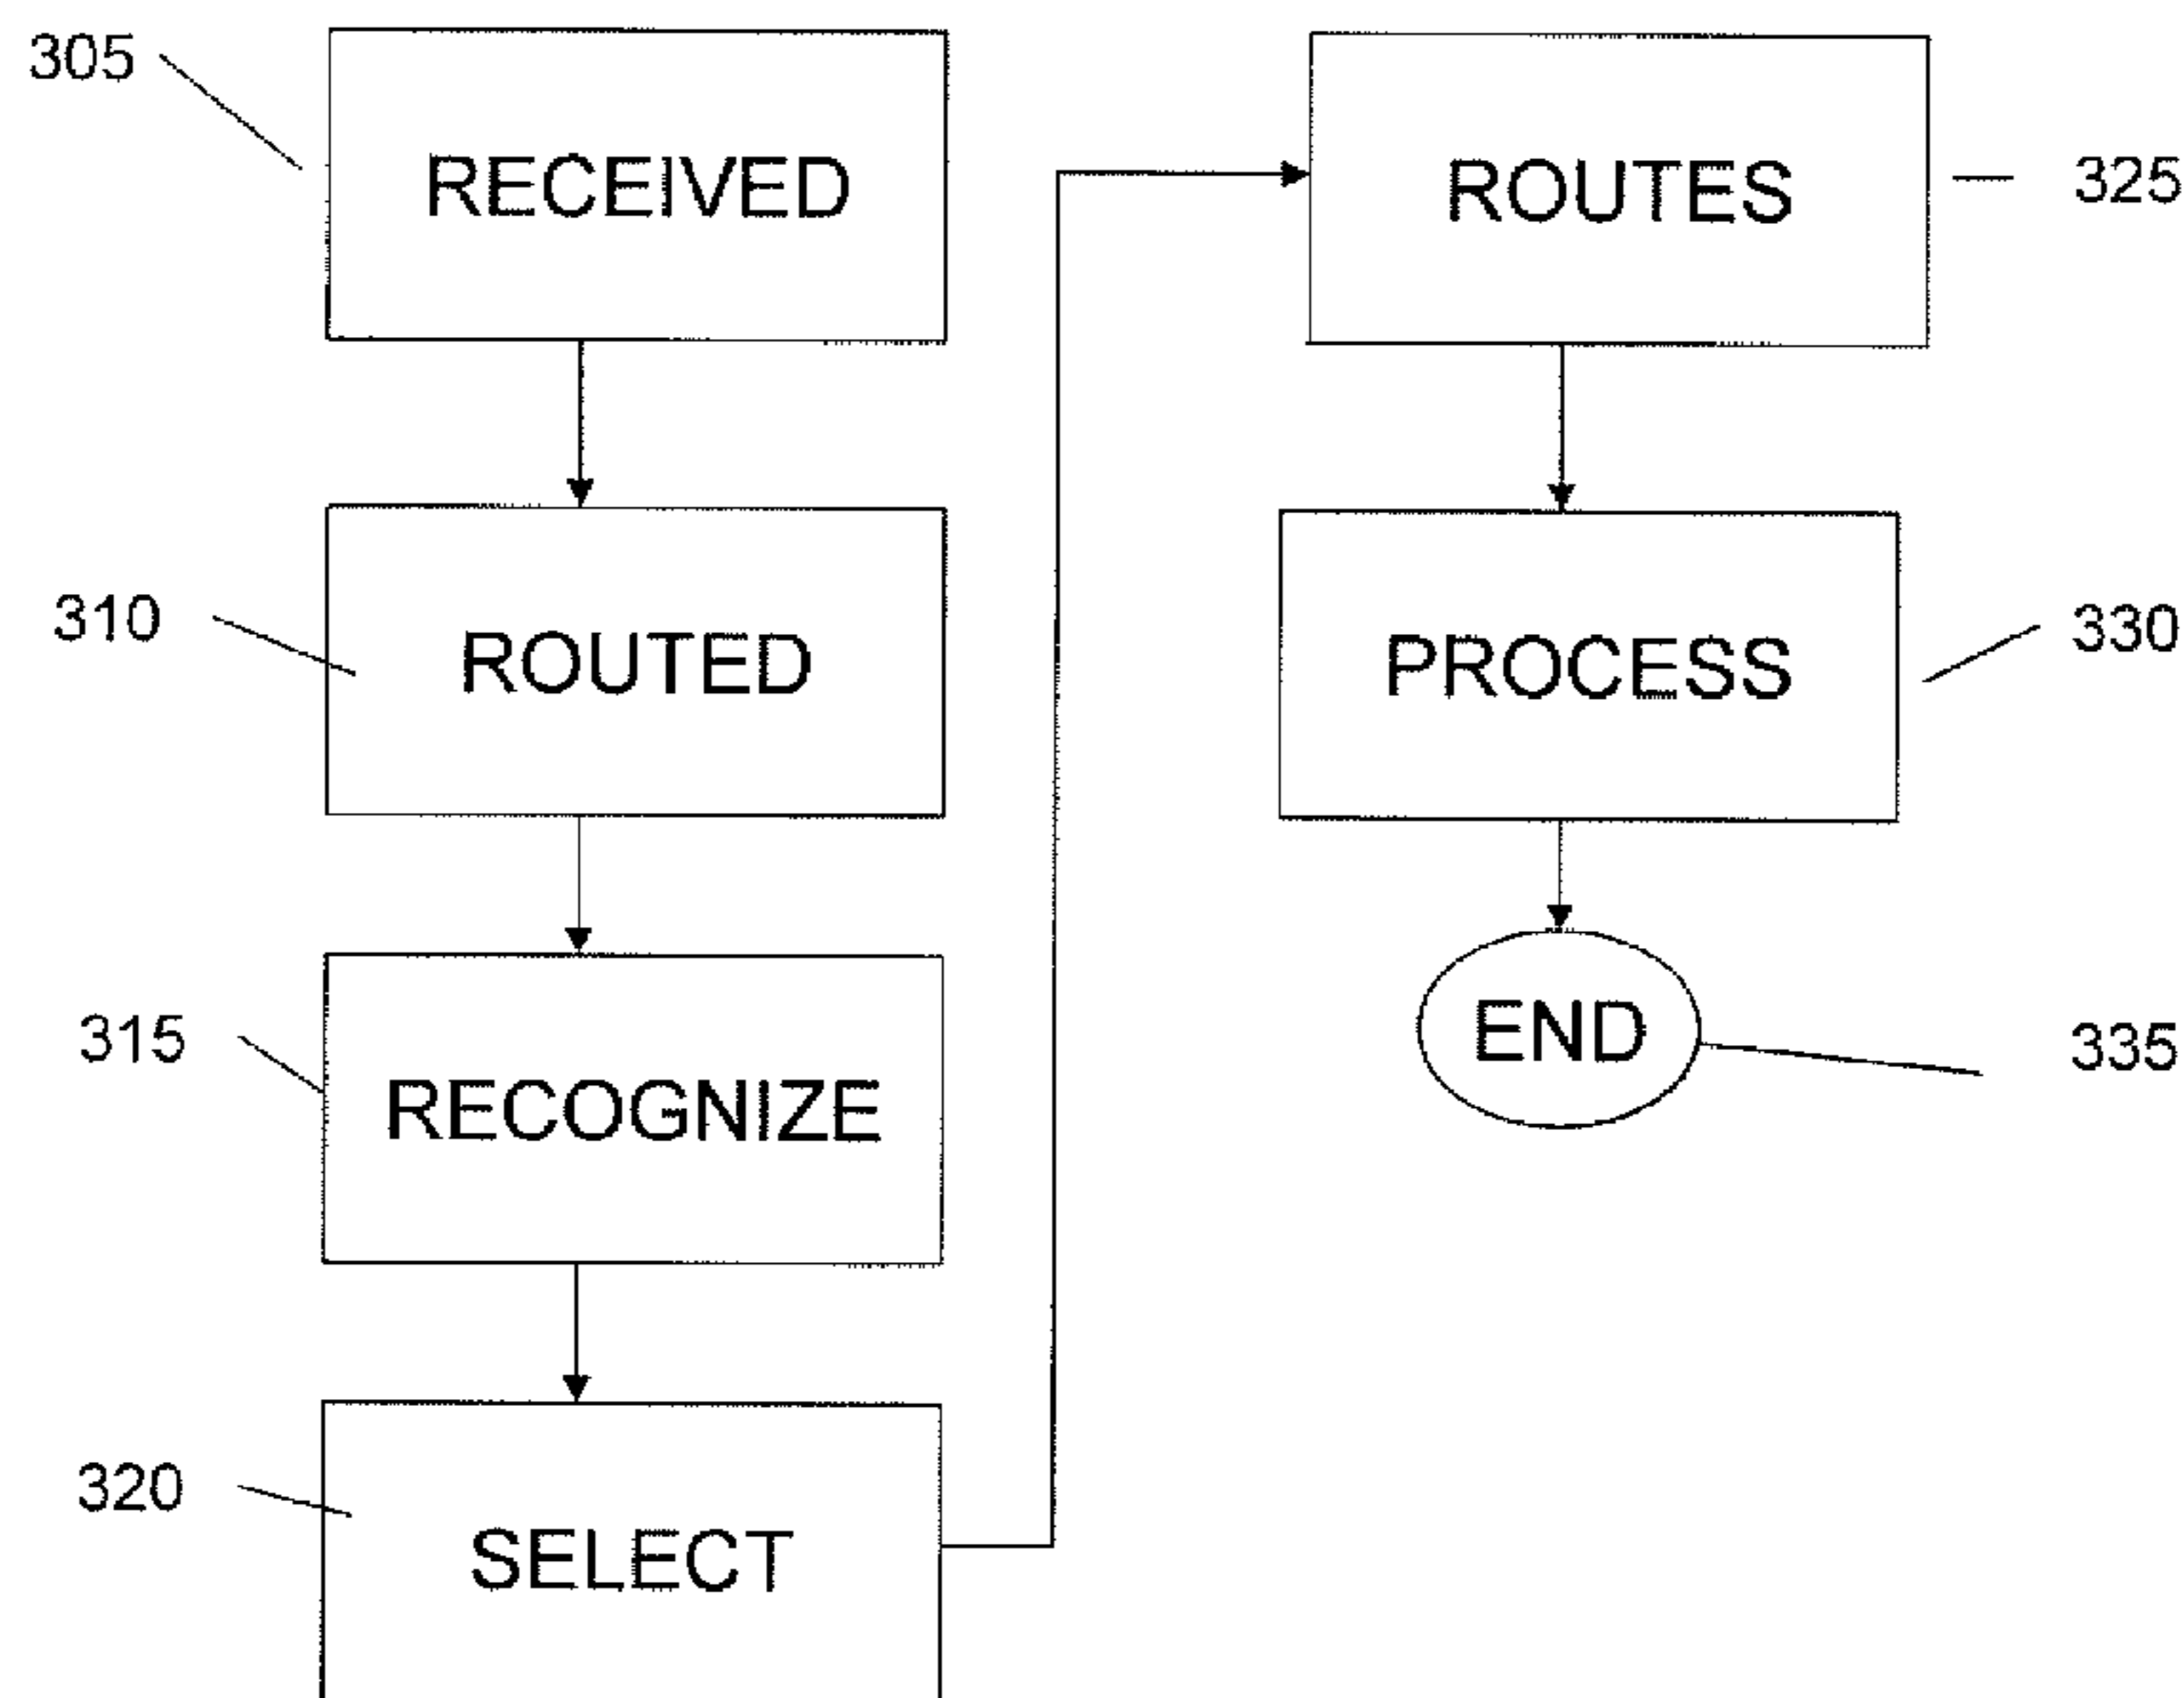 305
RECEIVED
310
ROUTED
315
RECOGNIZE
320
SELECT
ROUTES
325
PROCESS
330
END
335